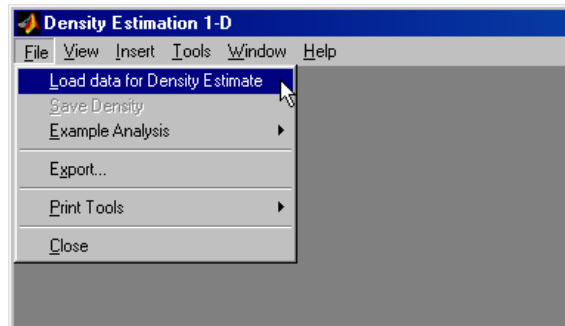 Density Estimation 1-D
File View Insert Tools Window Help
Load data for Density Estimate
Save Density
Example Analysis
Export...
Print Tools
Close